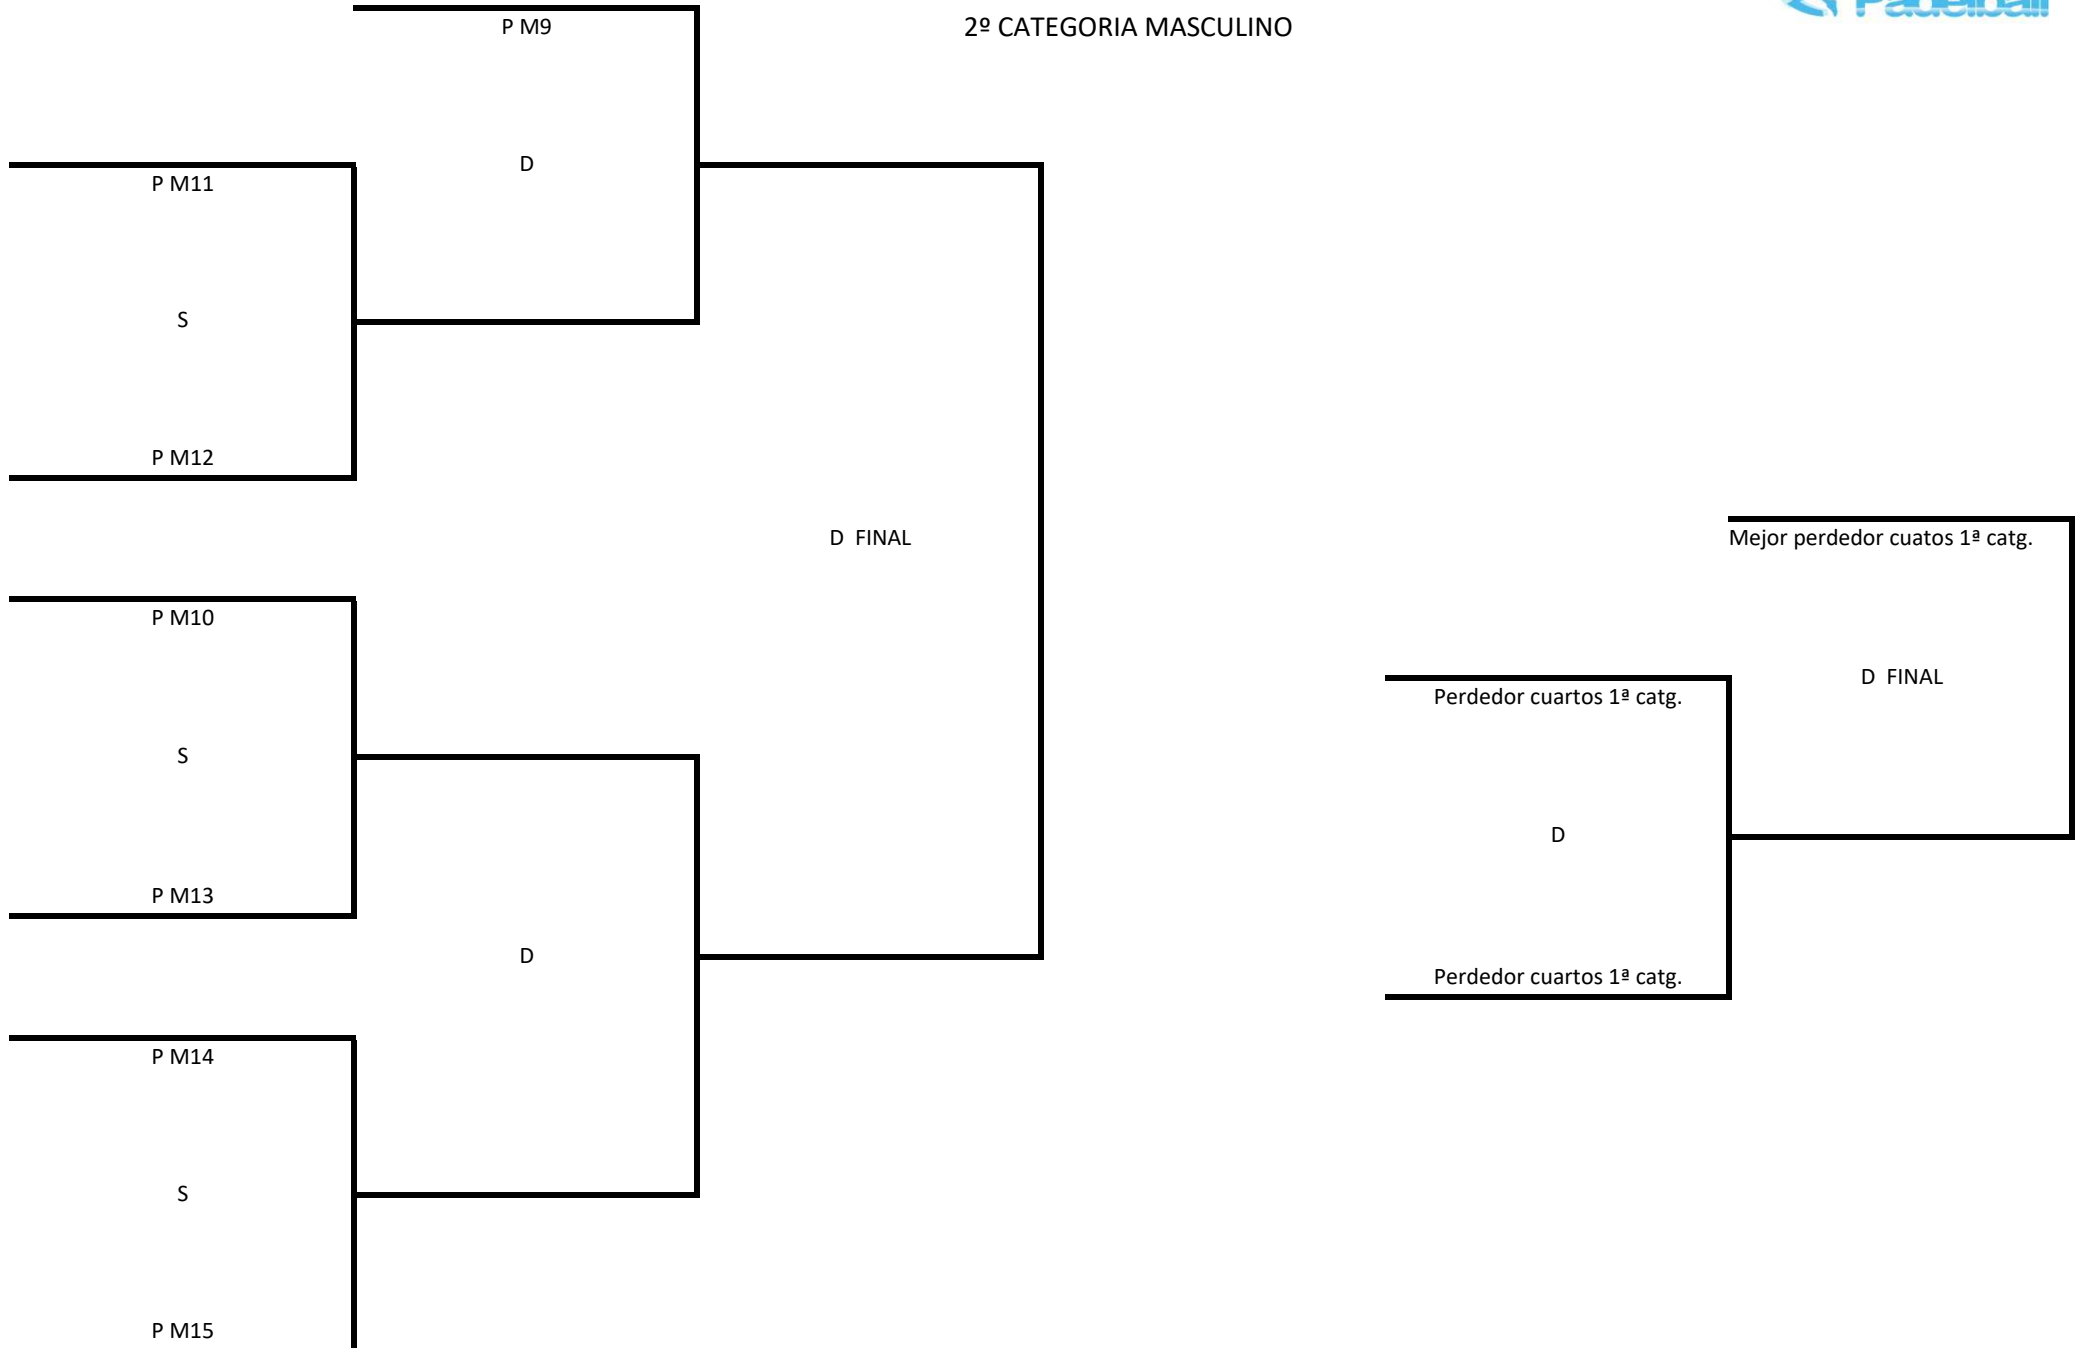 Padelball
P M9
2º CATEGORIA MASCULINO
D
P M11
S
P M12
D  FINAL
Mejor perdedor cuatos 1ª catg.
P M10
D  FINAL
Perdedor cuartos 1ª catg.
S
D
P M13
D
Perdedor cuartos 1ª catg.
P M14
S
P M15